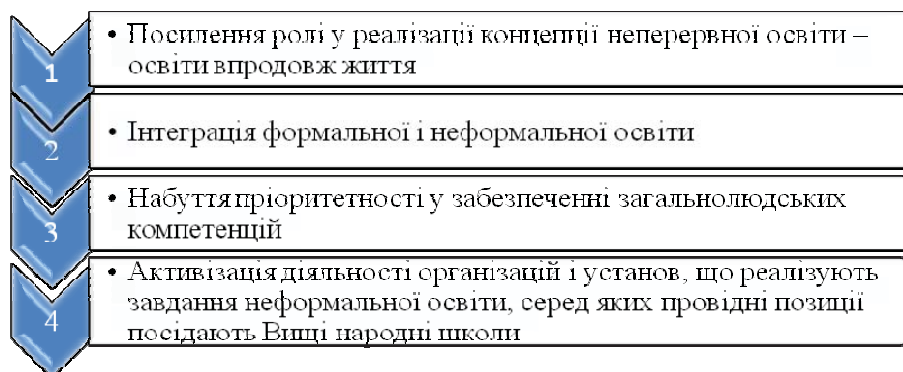 1
• Посилення ролі у реалізації концепції неперервної освіти –
освіти впродовж життя
2
• Інтеграція формальної і неформальної освіти
3
• Набуття пріоритетності у забезпеченні загальнолюдських
компетенцій
4
• Активізація діяльності організацій і установ, що реалізують
завдання неформальної освіти, серед яких провідні позиції
посідають Вищі народні школи